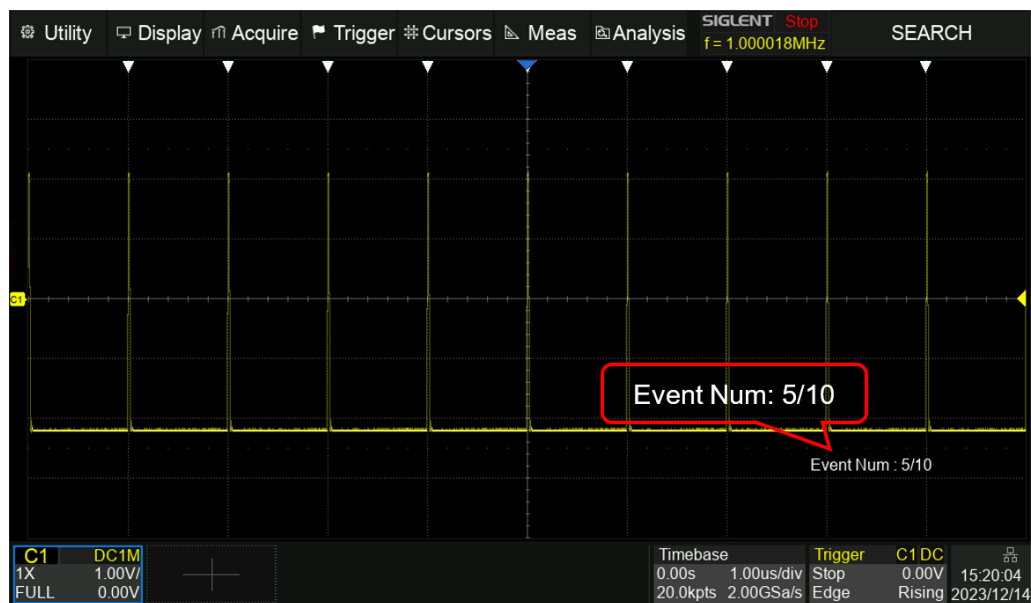 Utility Display Acquire Trigger Cursors Meas Analysis SIGLENT Stop SEARCH
f = 1.000018MHz
C1
Event Num: 5/10
Event Num : 5/10
C1 DC1M Timebase Trigger C1 DC
1X 1.00V/ 0.00s 1.00us/div Stop 0.00V 15:20:04
FULL 0.00V 20.0kpts 2.00GSa/s Edge Rising 2023/12/14